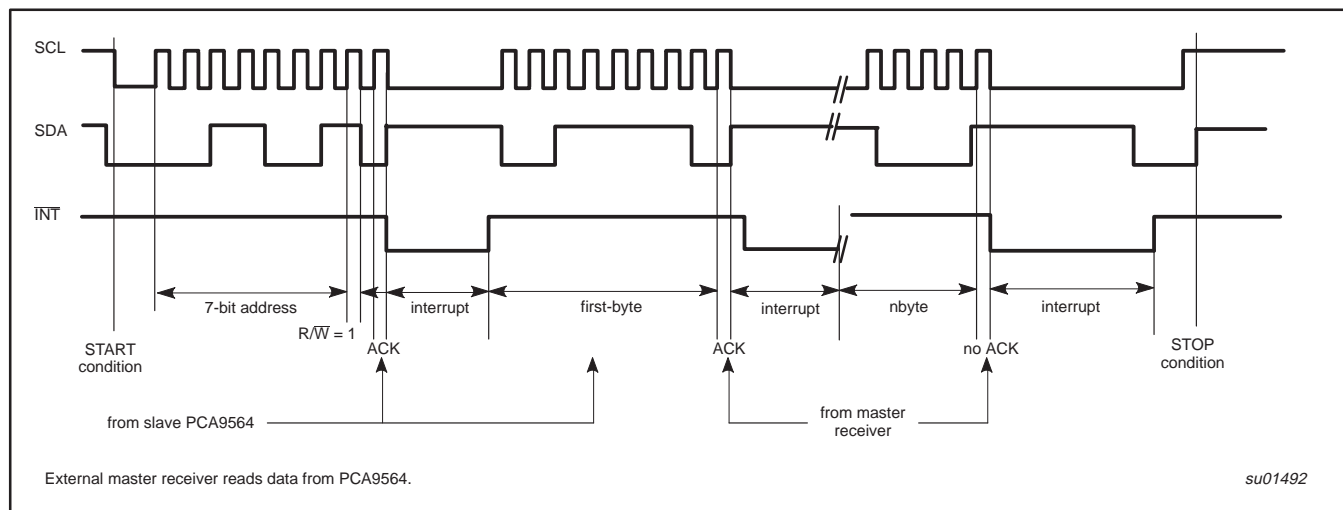 SCL
SDA
INT
7-bit address
interrupt
first-byte
interrupt
nbyte
interrupt
R/W = 1
START
condition
ACK
ACK
no ACK
STOP
condition
from slave PCA9564
from master
receiver
External master receiver reads data from PCA9564.
su01492